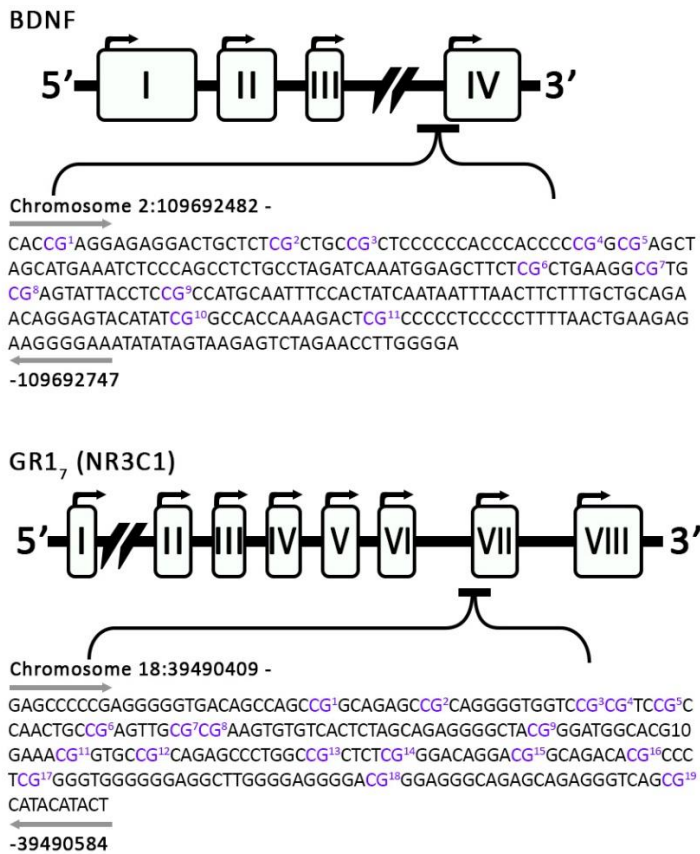 BDNF
5’ I II III IV 3’
Chromosome 2:109692482 -
CACCG¹AGGAGAGGACTGCTCTCG²CTGCCG³CTCCCCCCACCCACCCCCG⁴GCG⁵AGCT
AGCATGAAATCTCCCAGCCTCTGCCTAGATCAAATGGAGCTTCTCG⁶CTGAAGGCG⁷TG
CG⁸AGTATTACCTCCG⁹CCATGCAATTTCCACTATCAATAATTTAACTTCTTTGCTGCAGA
ACAGGAGTACATATCG¹⁰GCCACCAAAGACTCG¹¹CCCCCTCCCCCTTTTAACTGAAGAG
AAGGGGAAATATATAGTAAGAGTCTAGAACCTTGGGGA
-109692747
GR1₇ (NR3C1)
5’ I II III IV V VI VII VIII 3’
Chromosome 18:39490409 -
GAGCCCCCGAGGGGGTGACAGCCAGCCG¹GCAGAGCCG²CAGGGGTGGTCCG³CG⁴TCCG⁵C
CAACTGCCG⁶AGTTGCG⁷CG⁸AAGTGTGTCACTCTAGCAGAGGGGCTACG⁹GGATGGCACG10
GAAACG¹¹GTGCCG¹²CAGAGCCCTGGCCG¹³CTCTCG¹⁴GGACAGGACG¹⁵GCAGACACG¹⁶CCC
TCG¹⁷GGGTGGGGGGAGGCTTGGGGAGGGGACG¹⁸GGAGGGCAGAGCAGAGGGTCAGCG¹⁹
CATACATACT
-39490584